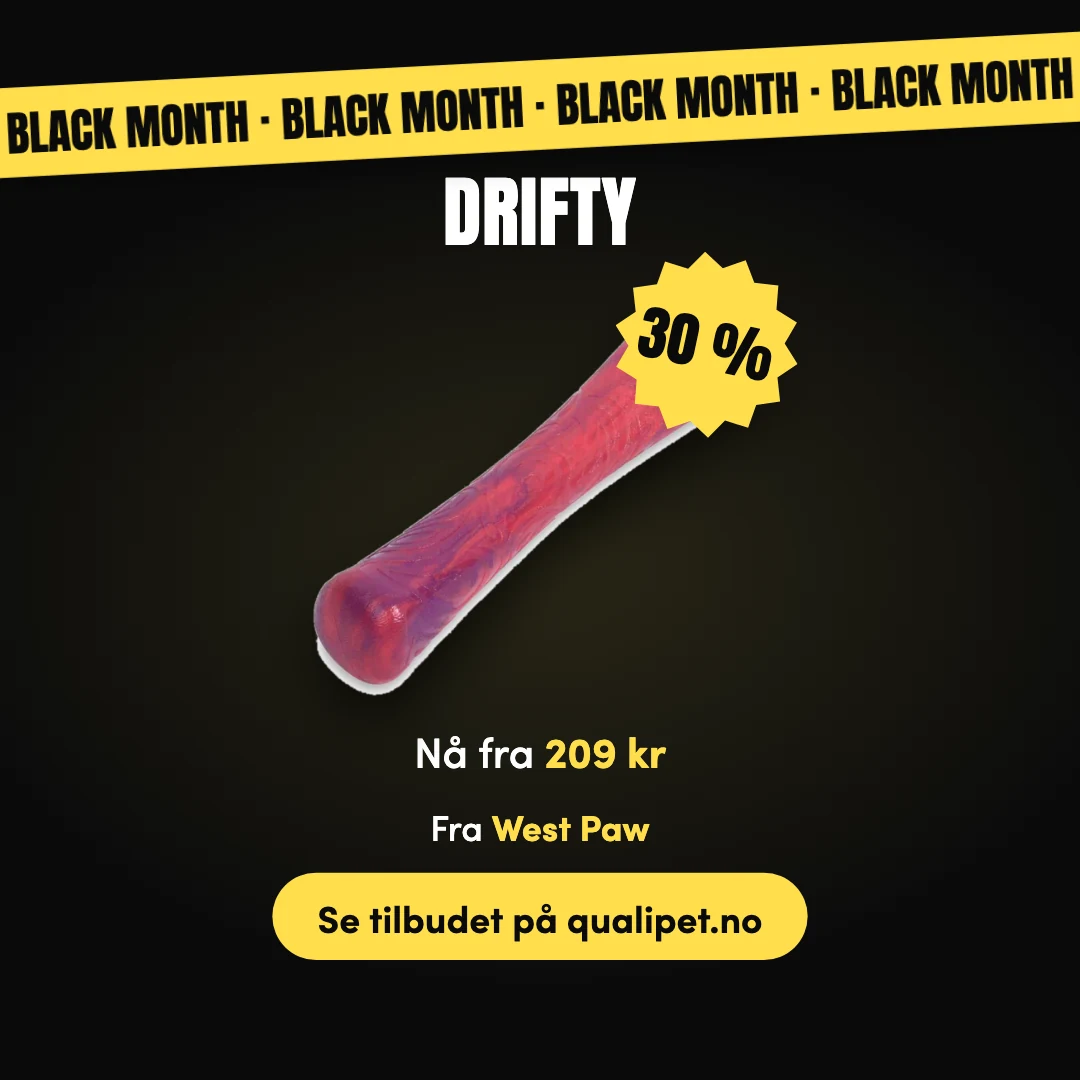 BLACK MONTH · BLACK MONTH · BLACK MONTH · BLACK MONTH
DRIFTY
30 %
Nå fra 209 kr
Fra West Paw
Se tilbudet på qualipet.no